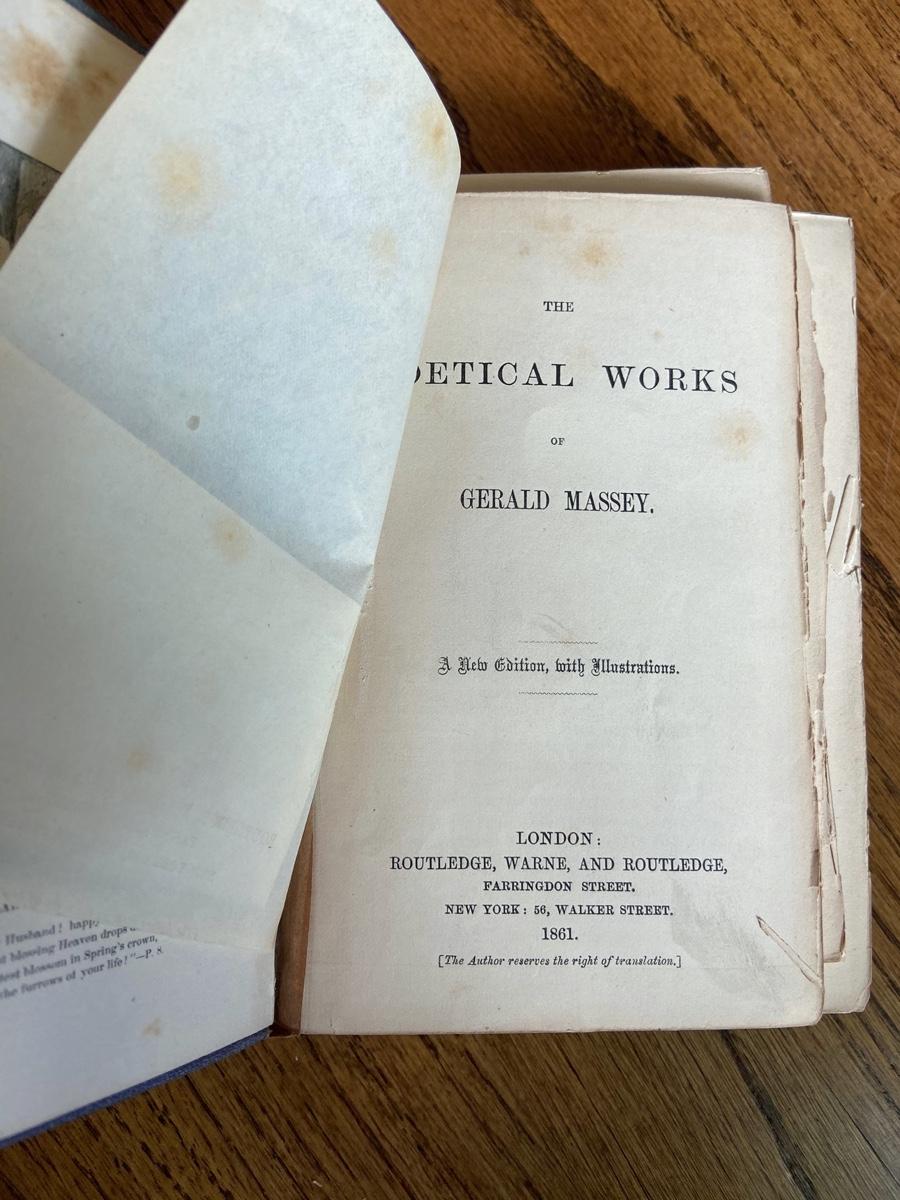 THE
OETICAL WORKS
OF
GERALD MASSEY.
A New Edition, with Illustrations.
LONDON:
ROUTLEDGE, WARNE, AND ROUTLEDGE,
FARRINGDON STREET.
NEW YORK: 56, WALKER STREET.
1861.
[The Author reserves the right of translation.]
Husband! happy
blessing Heaven drops
blossom in Spring's crown,
the furrows of your life!"—P. 8.